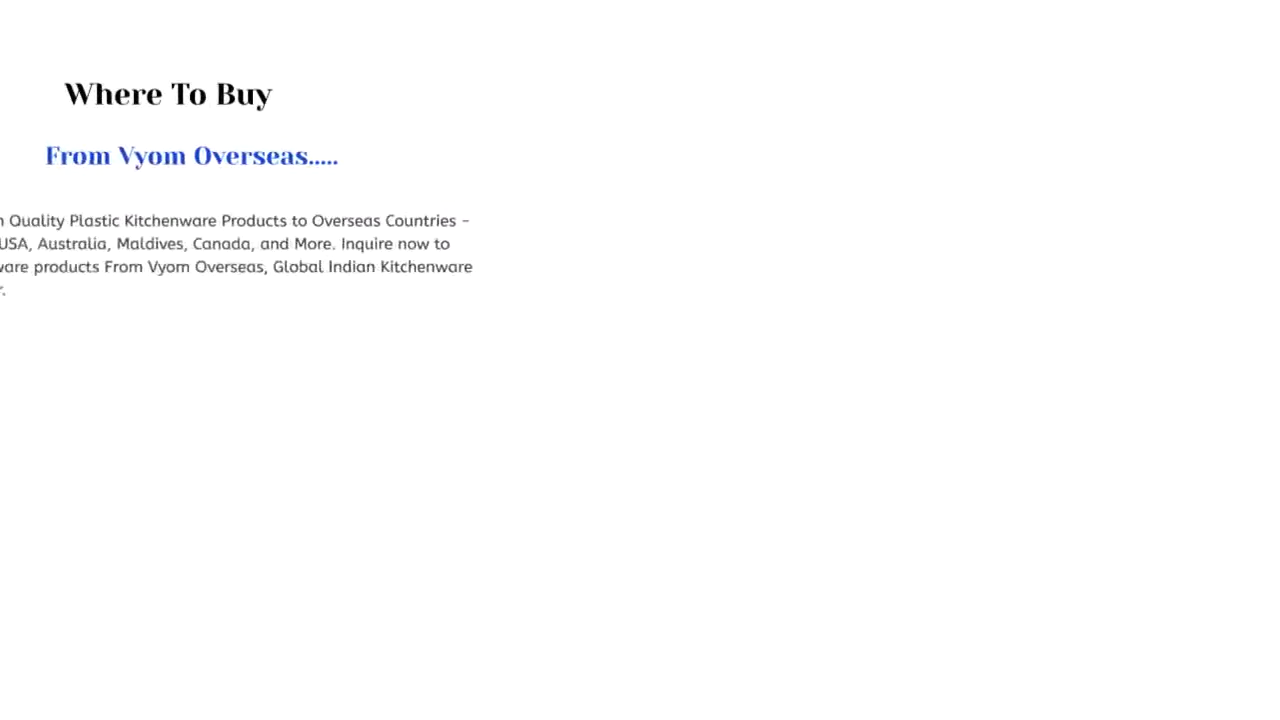 Where To Buy
From Vyom Overseas.....
Quality Plastic Kitchenware Products to Overseas Countries -
USA, Australia, Maldives, Canada, and More. Inquire now to
products From Vyom Overseas, Global Indian Kitchenware